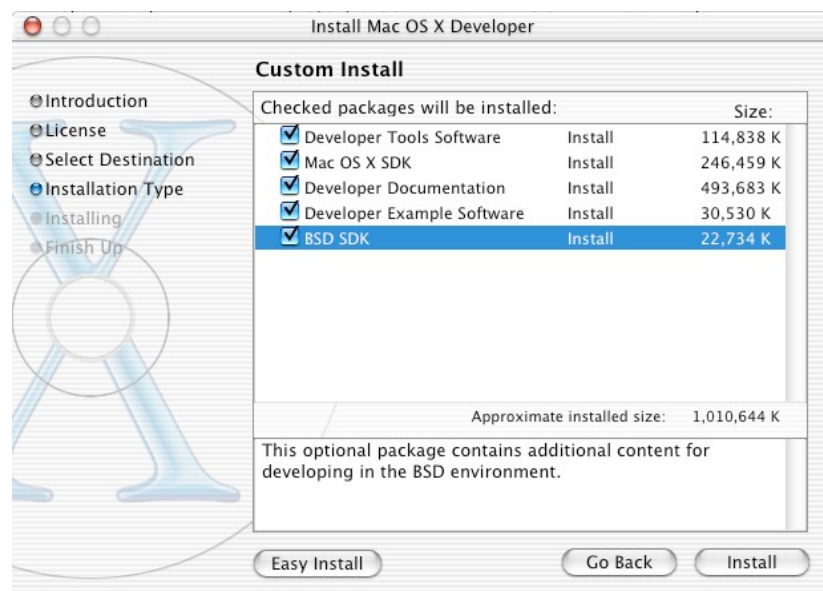 Install Mac OS X Developer
Custom Install
Introduction
License
Select Destination
Installation Type
Installing
Finish Up
Checked packages will be installed: Size:
Developer Tools Software Install 114,838 K
Mac OS X SDK Install 246,459 K
Developer Documentation Install 493,683 K
Developer Example Software Install 30,530 K
BSD SDK Install 22,734 K
Approximate installed size: 1,010,644 K
This optional package contains additional content for
developing in the BSD environment.
Easy Install Go Back Install